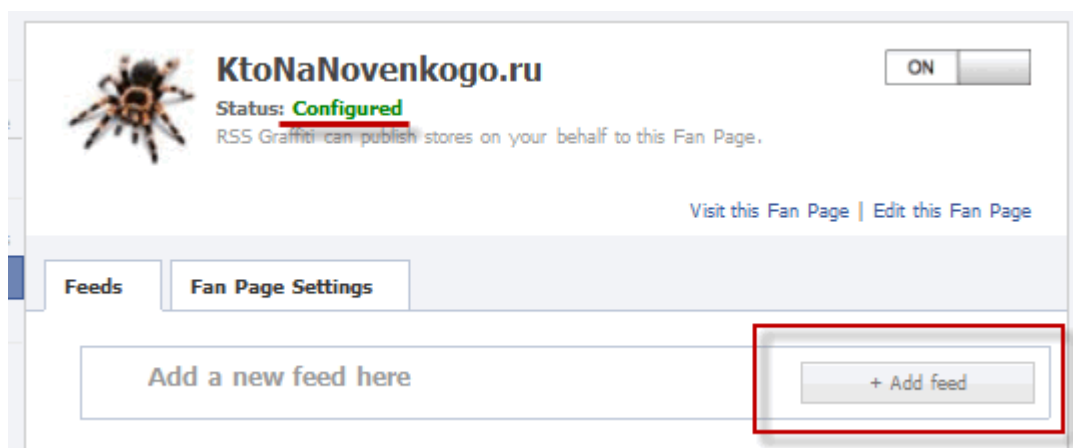 KtoNaNovenkogo.ru
ON
Status: Configured
RSS Graffiti can publish stores on your behalf to this Fan Page.
Visit this Fan Page | Edit this Fan Page
Feeds
Fan Page Settings
Add a new feed here
+ Add feed